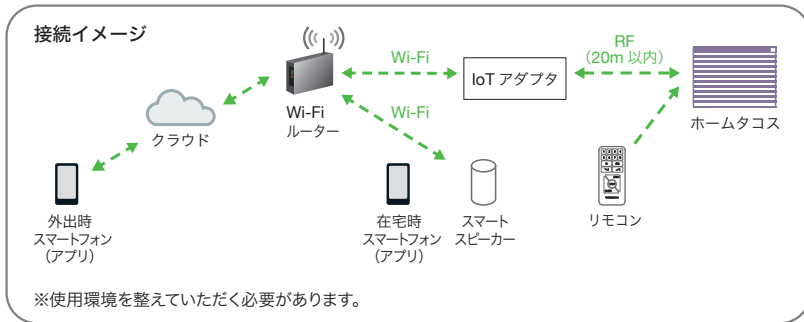 接続イメージ
Wi-Fi
RF
(20m 以内)
IoT アダプタ
Wi-Fi
Wi-Fi
ルーター
クラウド
ホームタコス
外出時
スマートフォン
(アプリ)
在宅時
スマートフォン
(アプリ)
スマート
スピーカー
リモコン
※使用環境を整えていただく必要があります。